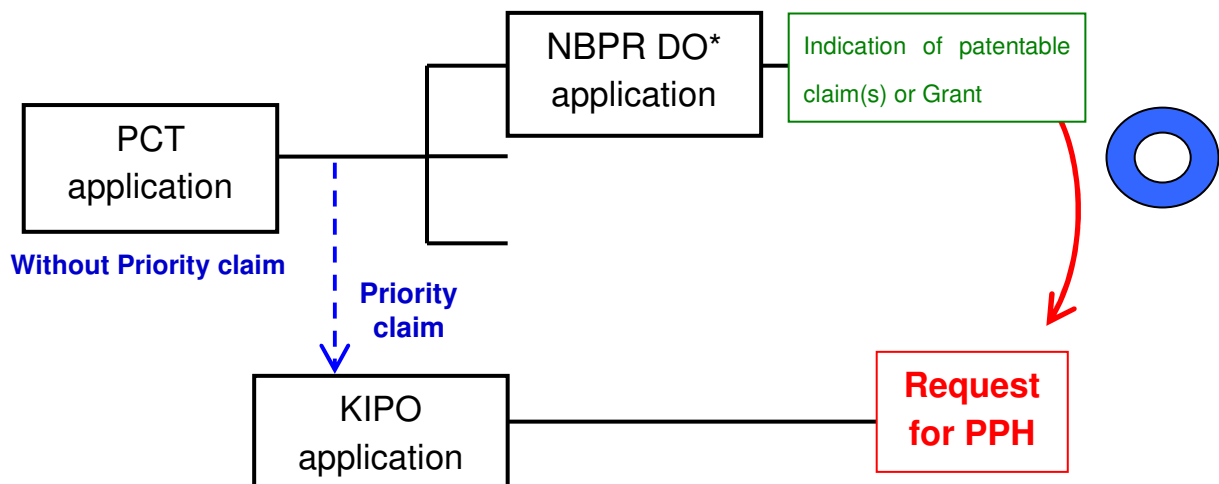 NBPR DO*
application
Indication of patentable
claim(s) or Grant
PCT
application
Without Priority claim
Priority
claim
KIPO
application
Request
for PPH